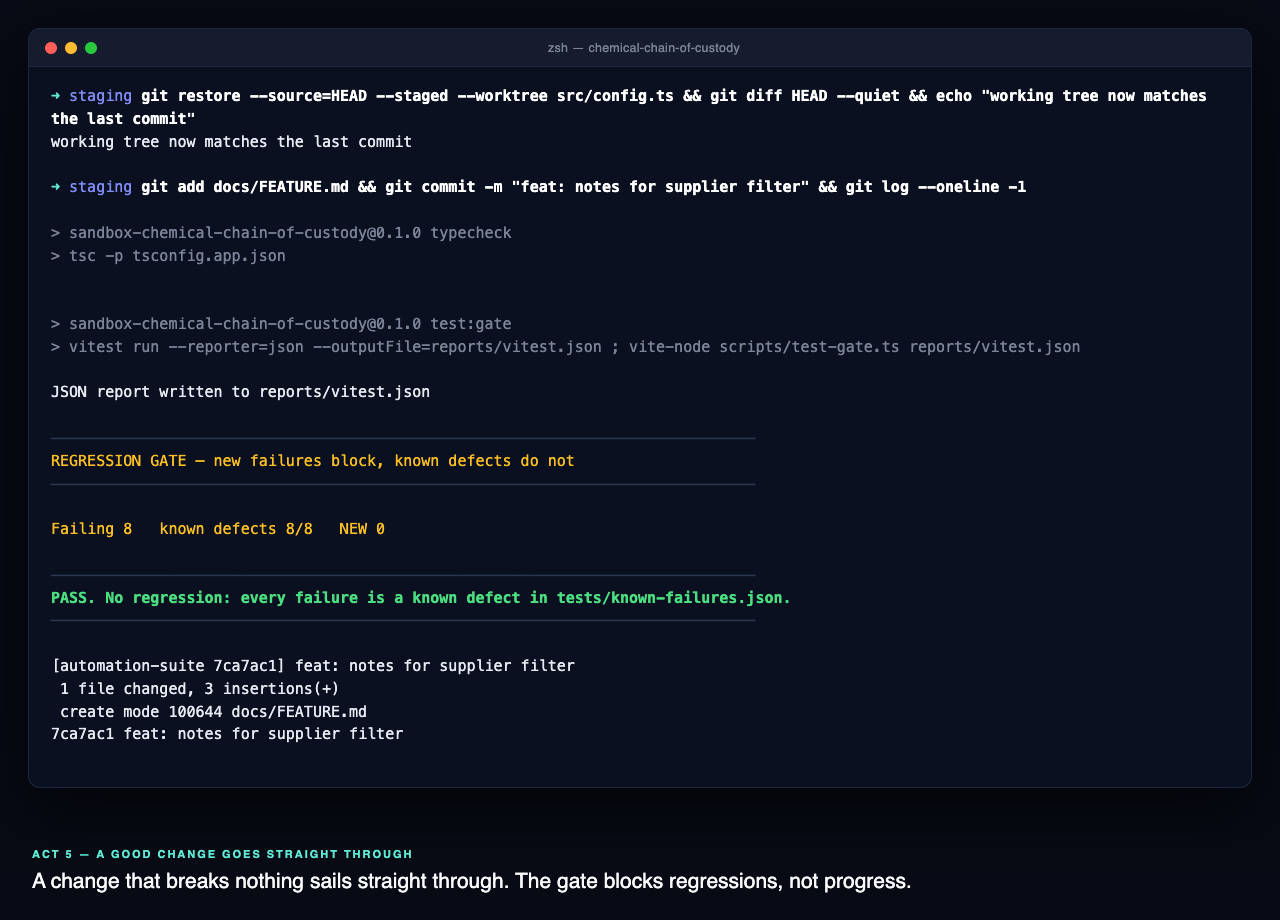 zsh — chemical-chain-of-custody
→ staging git restore --source=HEAD --staged --worktree src/config.ts && git diff HEAD --quiet && echo "working tree now matches
the last commit"
working tree now matches the last commit
→ staging git add docs/FEATURE.md && git commit -m "feat: notes for supplier filter" && git log --oneline -1
> sandbox-chemical-chain-of-custody@0.1.0 typecheck
> tsc -p tsconfig.app.json
> sandbox-chemical-chain-of-custody@0.1.0 test:gate
> vitest run --reporter=json --outputFile=reports/vitest.json ; vite-node scripts/test-gate.ts reports/vitest.json
JSON report written to reports/vitest.json
REGRESSION GATE — new failures block, known defects do not
Failing 8   known defects 8/8   NEW 0
PASS. No regression: every failure is a known defect in tests/known-failures.json.
[automation-suite 7ca7ac1] feat: notes for supplier filter
1 file changed, 3 insertions(+)
create mode 100644 docs/FEATURE.md
7ca7ac1 feat: notes for supplier filter
ACT 5 — A GOOD CHANGE GOES STRAIGHT THROUGH
A change that breaks nothing sails straight through. The gate blocks regressions, not progress.